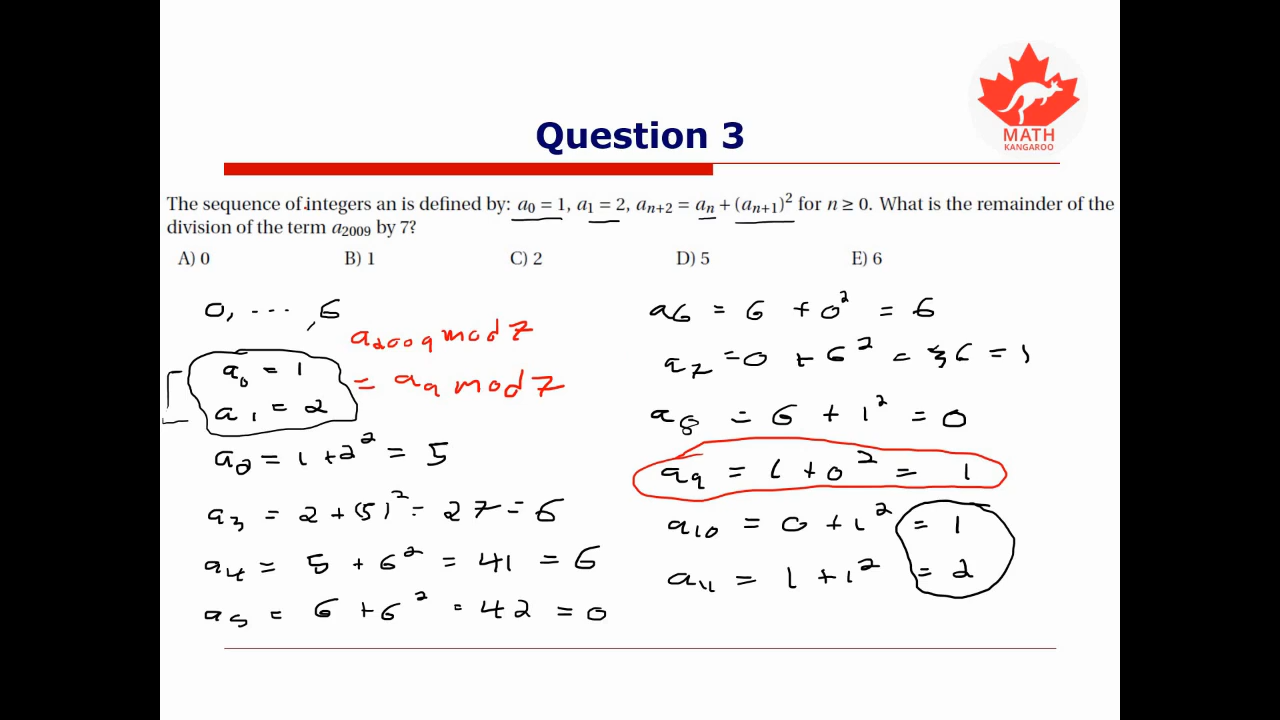 MATH
KANGAROO
Question 3
The sequence of integers an is defined by: a₀ = 1, a₁ = 2, aₙ₊₂ = aₙ + (aₙ₊₁)² for n ≥ 0. What is the remainder of the
division of the term a₂₀₀₉ by 7?
A) 0 B) 1 C) 2 D) 5 E) 6
0, ... , 6
a₂₀₀₉ mod 7
= a₉ mod 7
a₀ = 1
a₁ = 2
a₂ = 1 + 2² = 5
a₃ = 2 + (5)² = 27 = 6
a₄ = 5 + 6² = 41 = 6
a₅ = 6 + 6² = 42 = 0
a₆ = 6 + 0² = 6
a₇ = 0 + 6² = 36 = 1
a₈ = 6 + 1² = 0
a₉ = 1 + 0² = 1
a₁₀ = 0 + 1² = 1
a₁₁ = 1 + 1² = 2